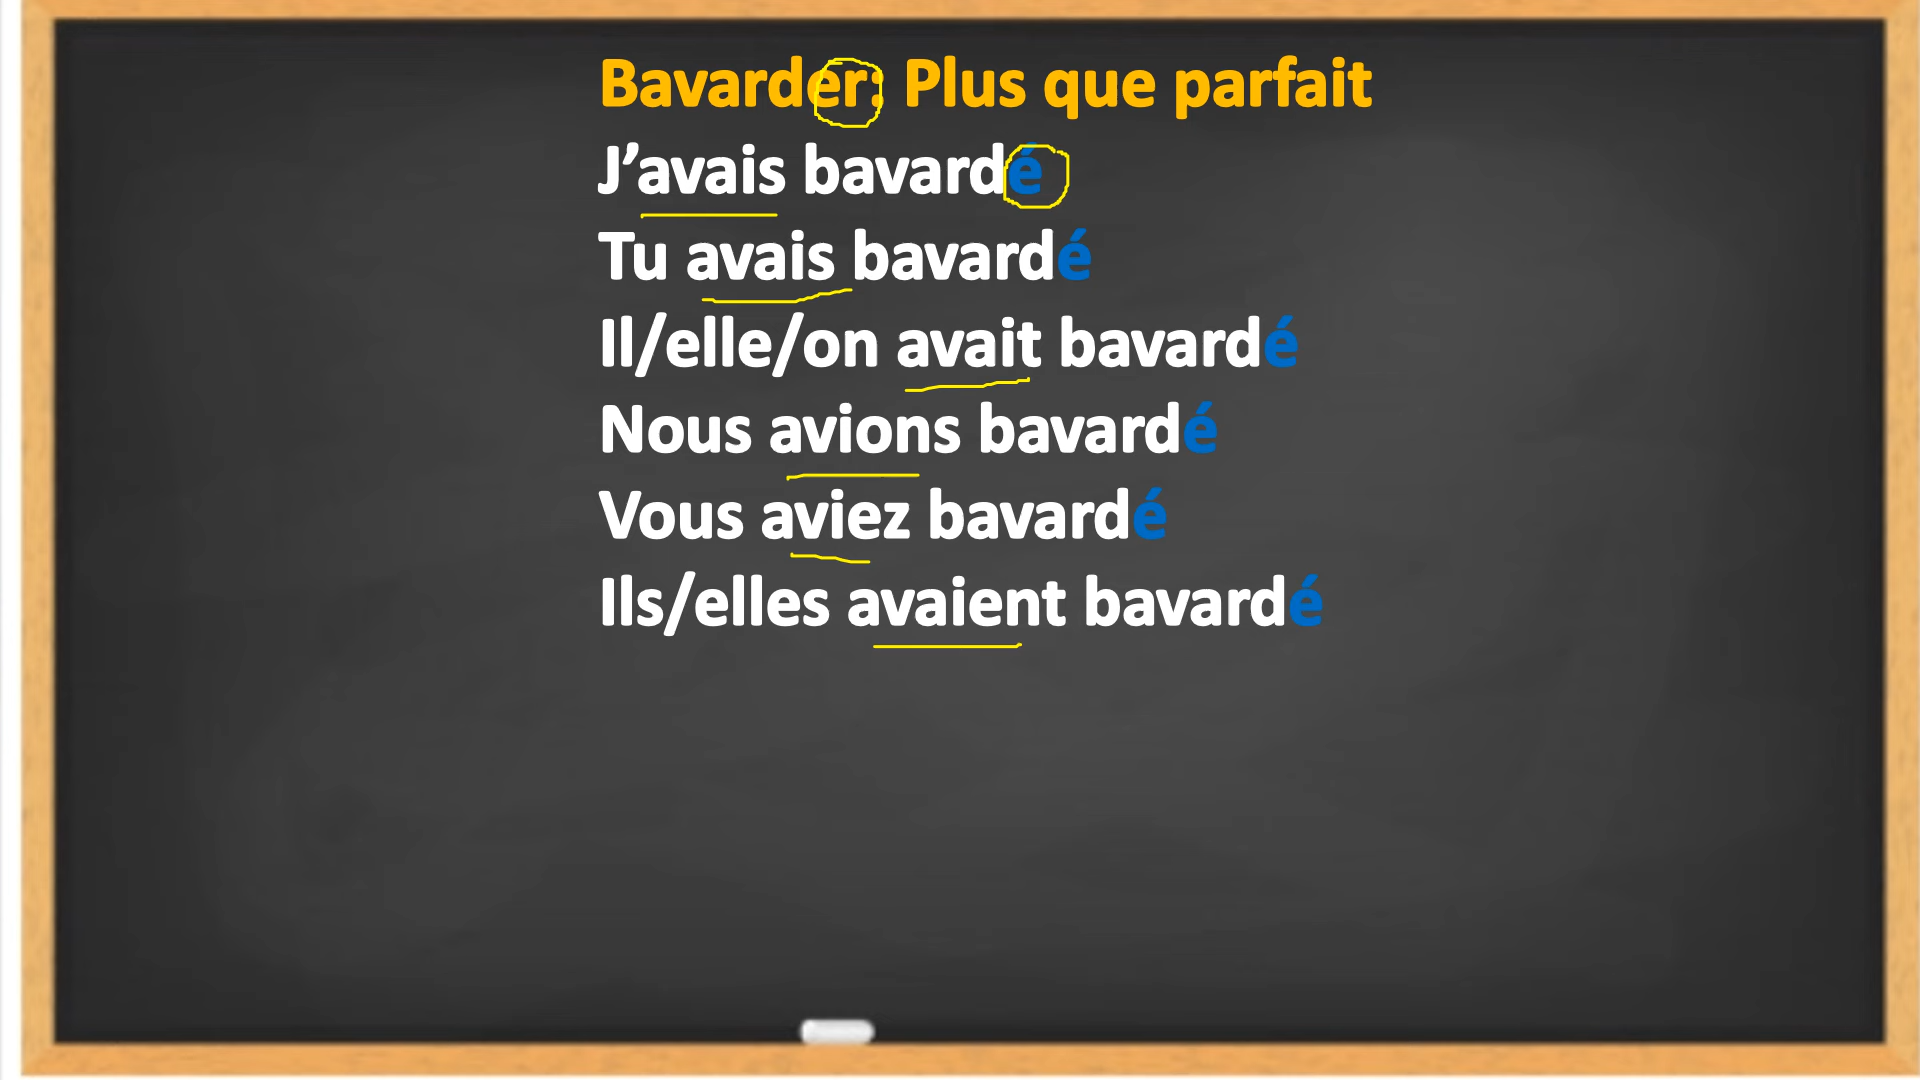 Bavarder: Plus que parfait
J’avais bavardé
Tu avais bavardé
Il/elle/on avait bavardé
Nous avions bavardé
Vous aviez bavardé
Ils/elles avaient bavardé